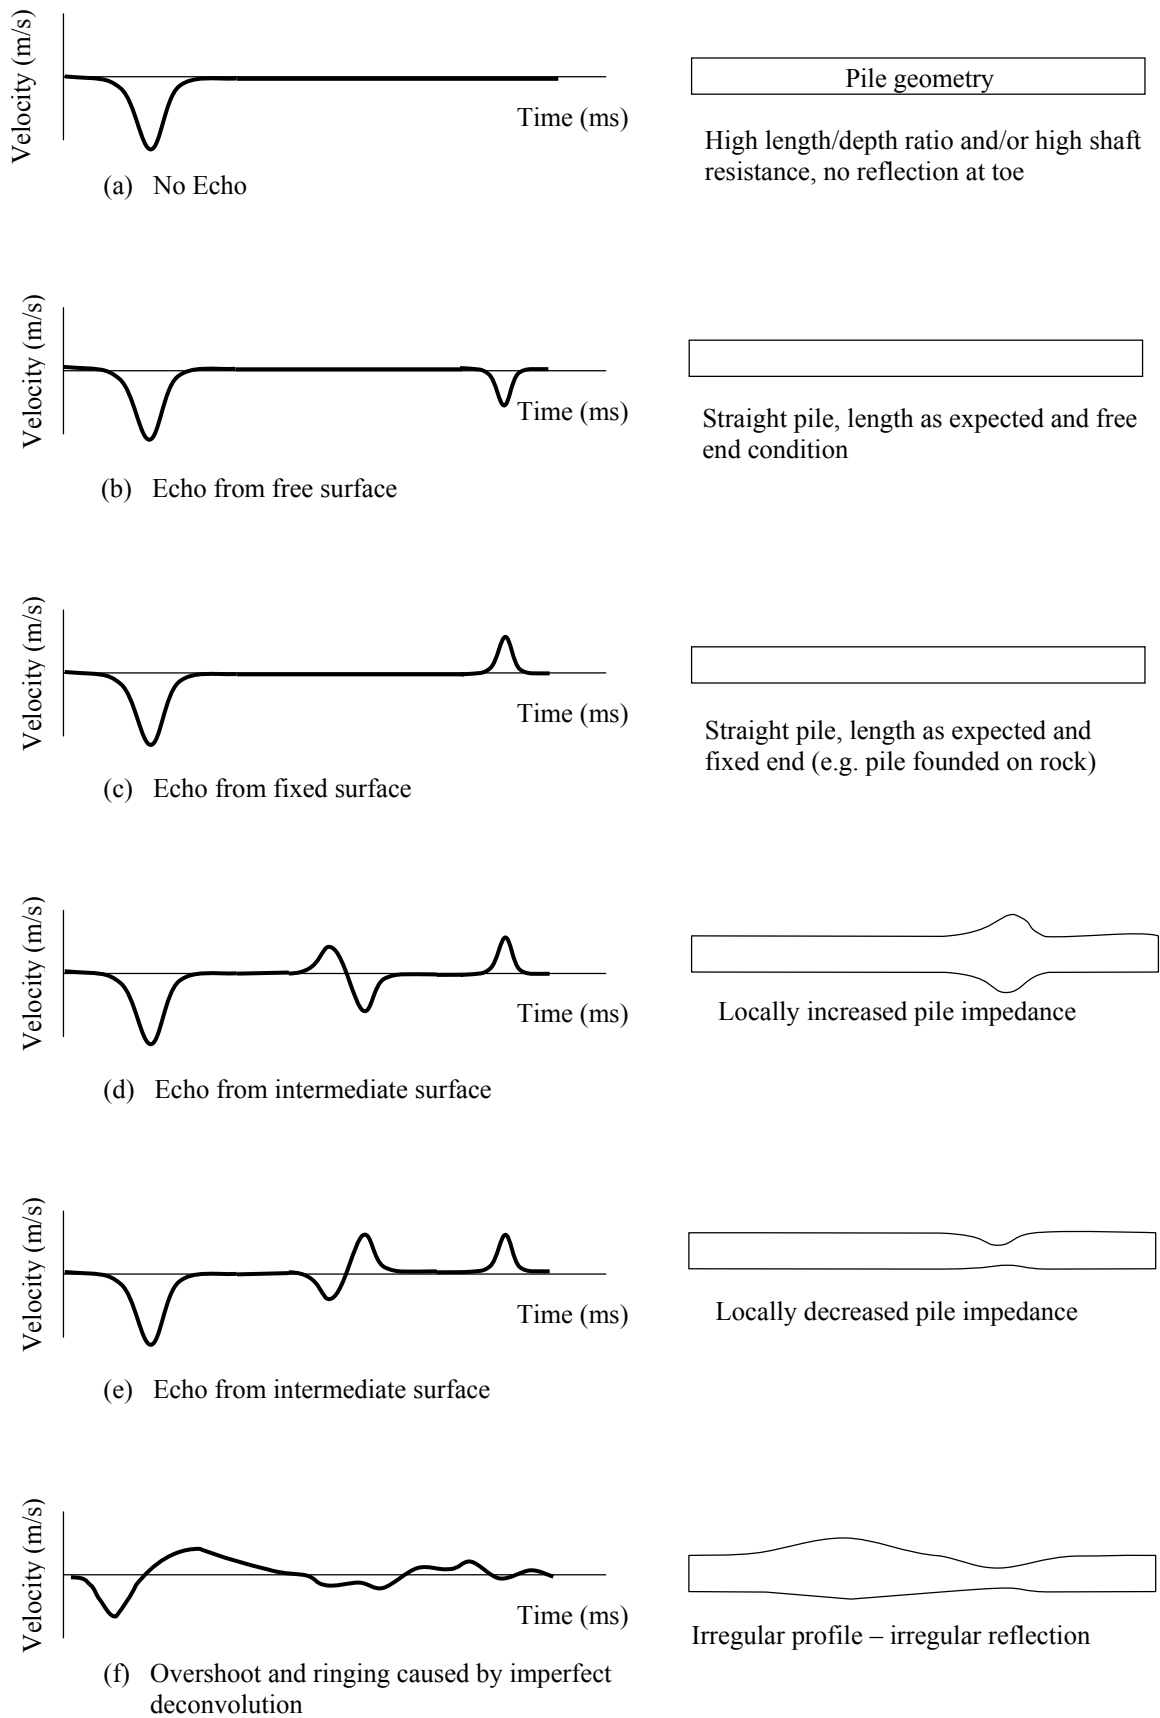 Velocity (m/s)
Time (ms)
(a) No Echo
Pile geometry
High length/depth ratio and/or high shaft
resistance, no reflection at toe
Velocity (m/s)
Time (ms)
(b) Echo from free surface
Straight pile, length as expected and free
end condition
Velocity (m/s)
Time (ms)
(c) Echo from fixed surface
Straight pile, length as expected and
fixed end (e.g. pile founded on rock)
Velocity (m/s)
Time (ms)
(d) Echo from intermediate surface
Locally increased pile impedance
Velocity (m/s)
Time (ms)
(e) Echo from intermediate surface
Locally decreased pile impedance
Velocity (m/s)
Time (ms)
(f) Overshoot and ringing caused by imperfect
deconvolution
Irregular profile – irregular reflection